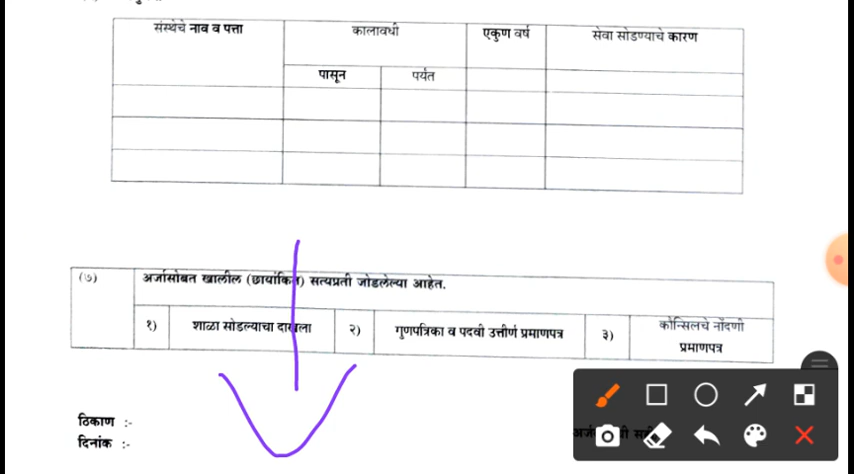 संस्थेचे नाव व पत्ता कालावधी एकुण वर्ष सेवा सोडण्याचे कारण
पासून पर्यंत
(७) अर्जासोबत खालील (छायांकित) सत्यप्रती जोडलेल्या आहेत.
१) शाळा सोडल्याचा दाखला २) गुणपत्रिका व पदवी उत्तीर्ण प्रमाणपत्र ३) कौन्सिलचे नोंदणी
प्रमाणपत्र
ठिकाण :-
दिनांक :-